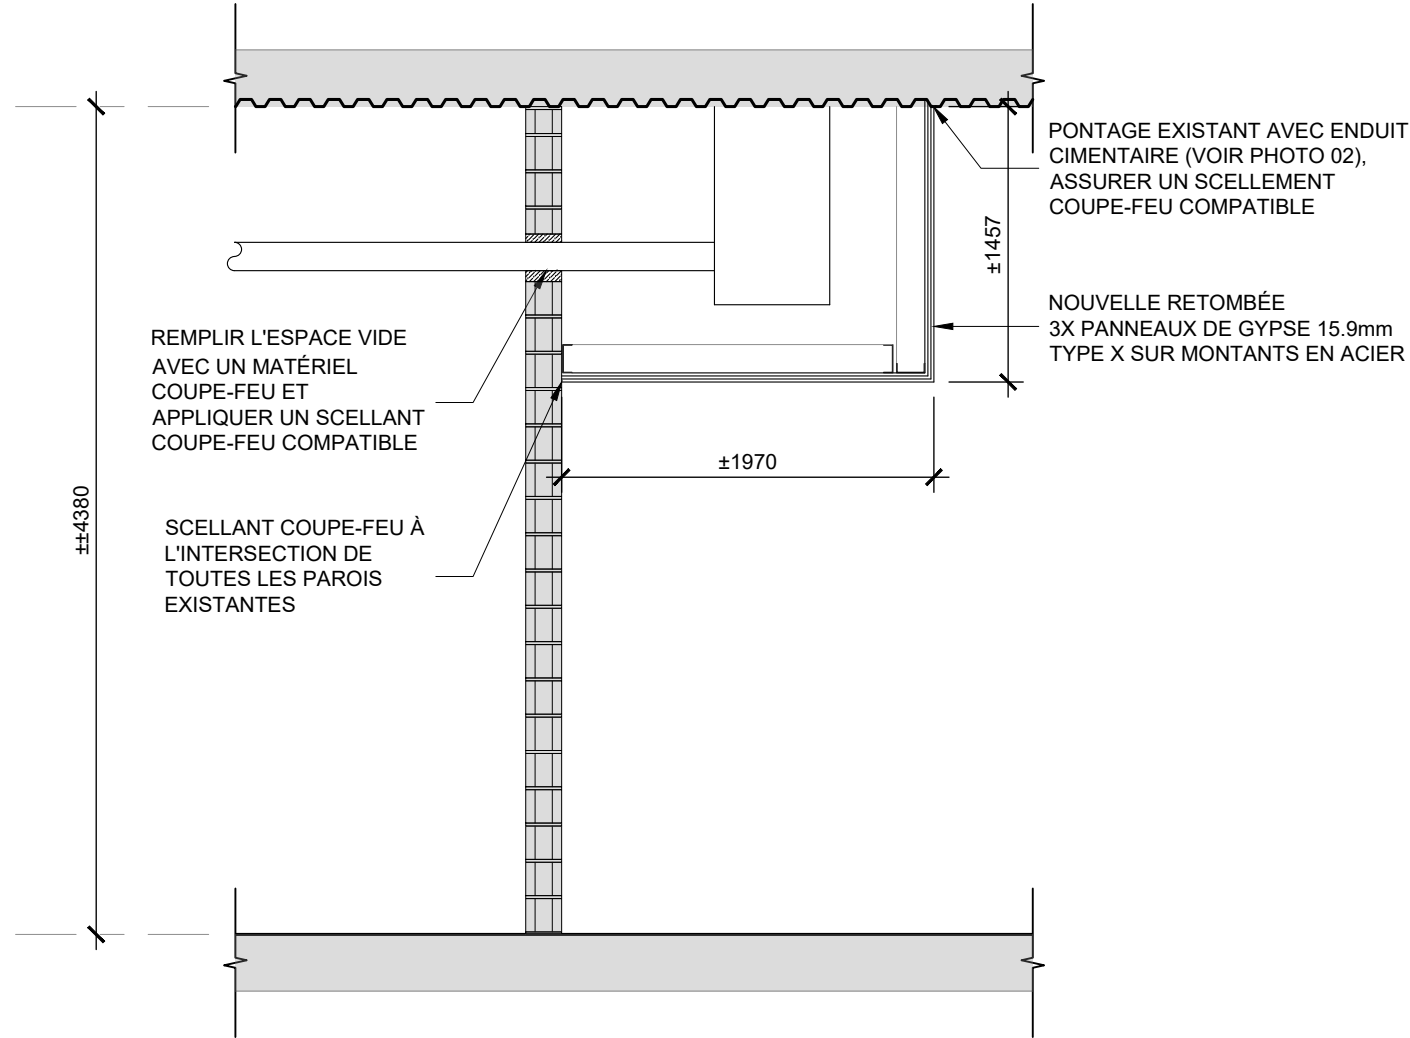 PONTAGE EXISTANT AVEC ENDUIT
CIMENTAIRE (VOIR PHOTO 02),
ASSURER UN SCELLEMENT
COUPE-FEU COMPATIBLE
±1457
NOUVELLE RETOMBÉE
3X PANNEAUX DE GYPSE 15.9mm
TYPE X SUR MONTANTS EN ACIER
REMPLIR L'ESPACE VIDE
AVEC UN MATÉRIEL
COUPE-FEU ET
APPLIQUER UN SCELLANT
COUPE-FEU COMPATIBLE
±1970
±±4380
SCELLANT COUPE-FEU À
L'INTERSECTION DE
TOUTES LES PAROIS
EXISTANTES